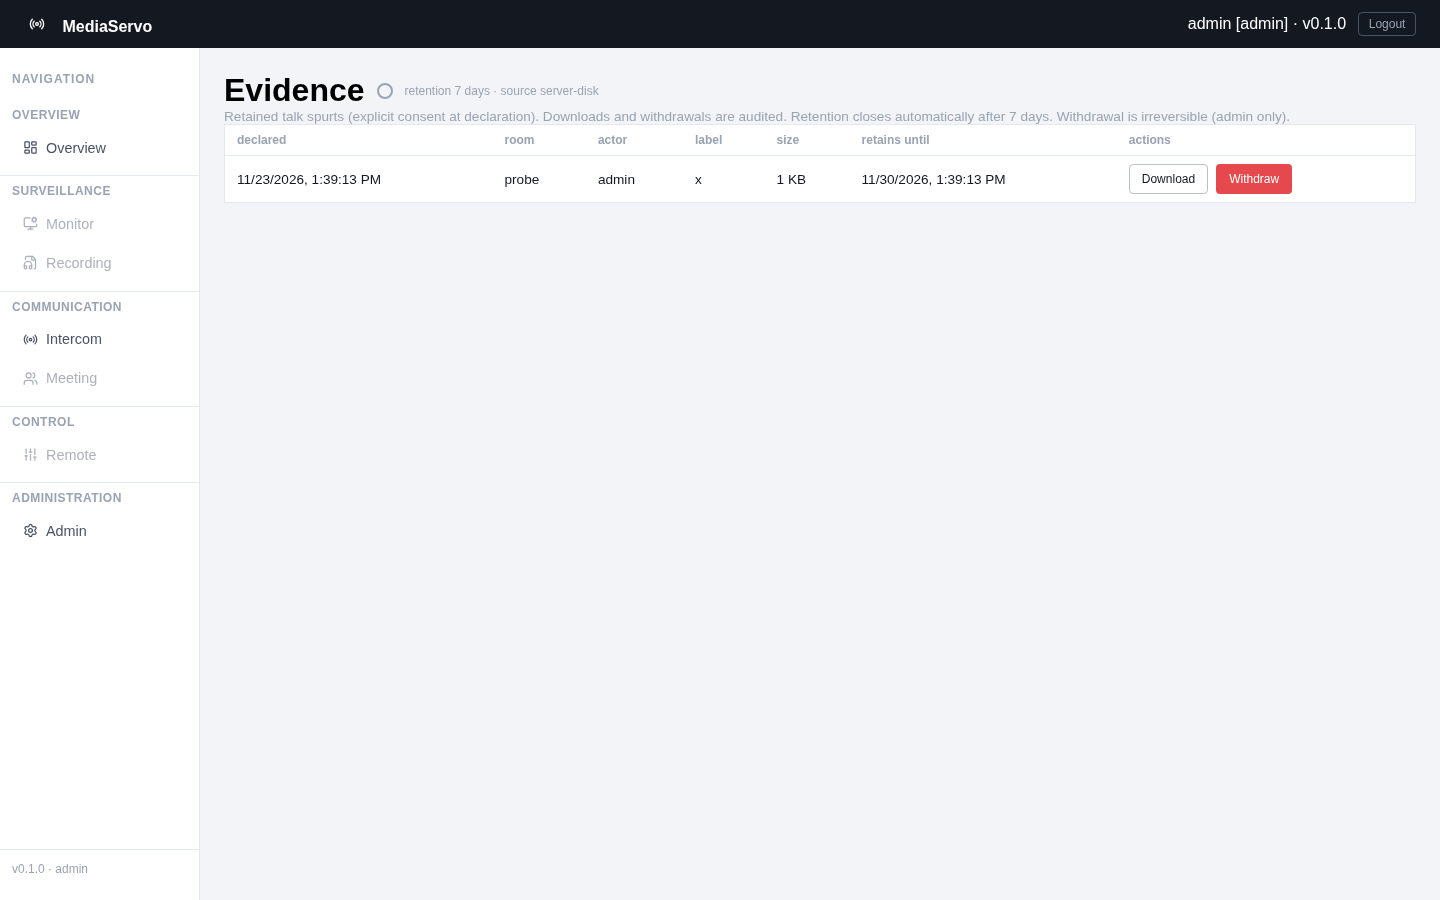 MediaServo
admin [admin] · v0.1.0 Logout
NAVIGATION
OVERVIEW
Overview
SURVEILLANCE
Monitor
Recording
COMMUNICATION
Intercom
Meeting
CONTROL
Remote
ADMINISTRATION
Admin
v0.1.0 · admin
Evidence retention 7 days · source server-disk
Retained talk spurts (explicit consent at declaration). Downloads and withdrawals are audited. Retention closes automatically after 7 days. Withdrawal is irreversible (admin only).
declared room actor label size retains until actions
11/23/2026, 1:39:13 PM probe admin x 1 KB 11/30/2026, 1:39:13 PM Download Withdraw